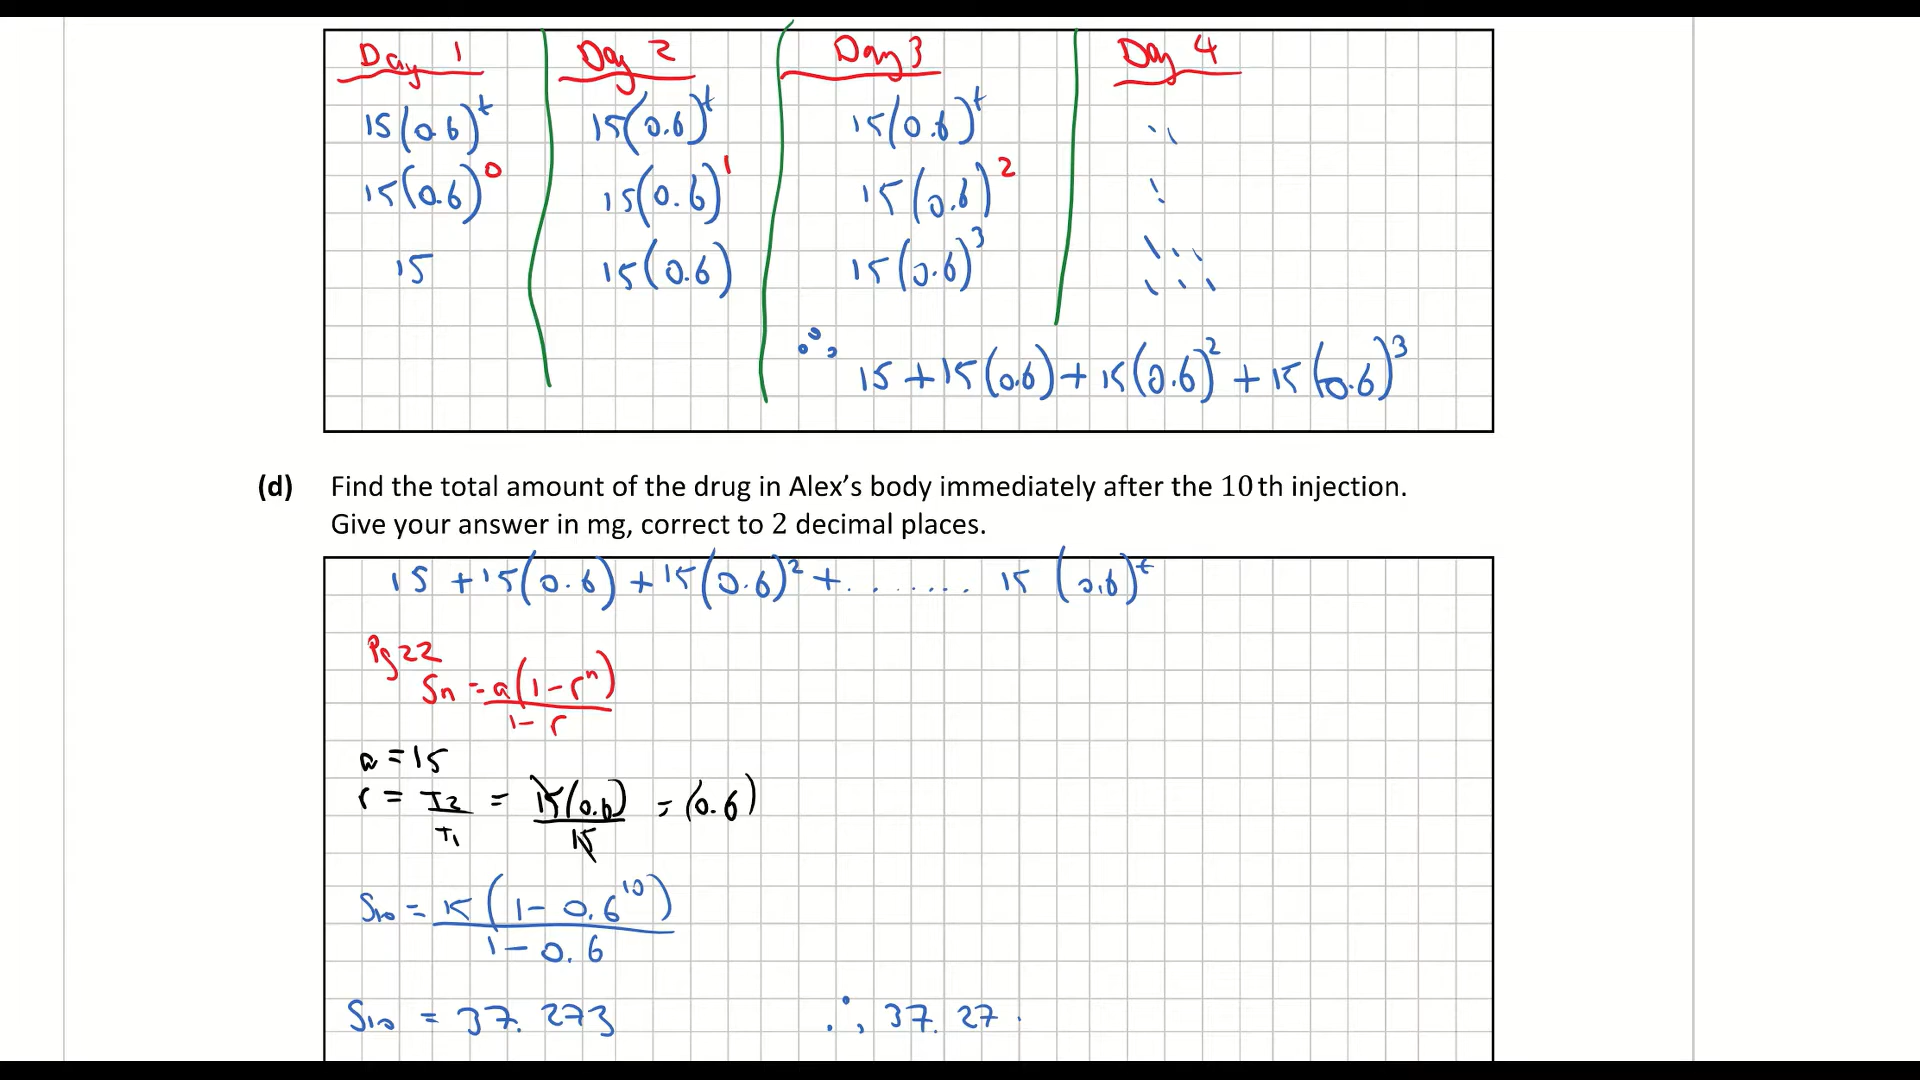 Day 1 Day 2 Day 3 Day 4
15(0.6)^t 15(0.6)^t 15(0.6)^t
15(0.6)^0 15(0.6)^1 15(0.6)^2
15 15(0.6) 15(0.6)^3
∴ 15 + 15(0.6) + 15(0.6)^2 + 15(0.6)^3
(d) Find the total amount of the drug in Alex's body immediately after the 10th injection.
Give your answer in mg, correct to 2 decimal places.
15 + 15(0.6) + 15(0.6)^2 + ........ 15 (0.6)^t
Pg 22
Sn = a(1 - r^n) / 1 - r
a = 15
r = T2 / T1 = 15(0.6) / 15 = (0.6)
S10 = 15(1 - 0.6^10) / 1 - 0.6
S10 = 37.273 ∴ 37.27